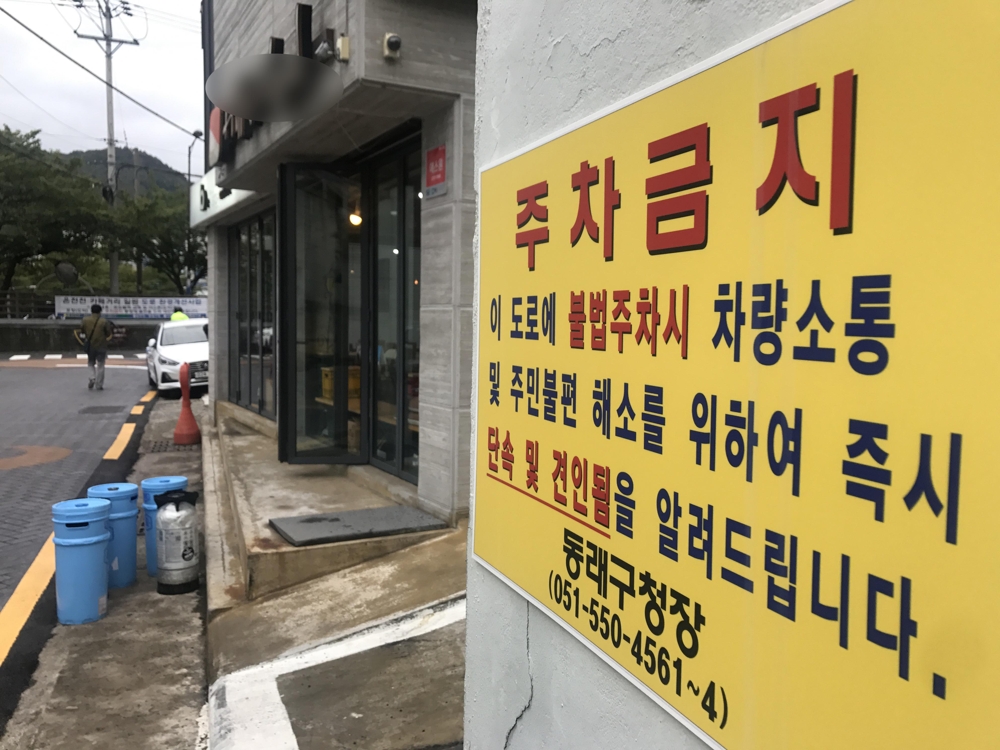 주차금지
이 도로에 불법주차시 차량소통
및 주민불편 해소를 위하여 즉시
단속 및 견인됨을 알려드립니다.
동래구청장
(051-550-4561~4)